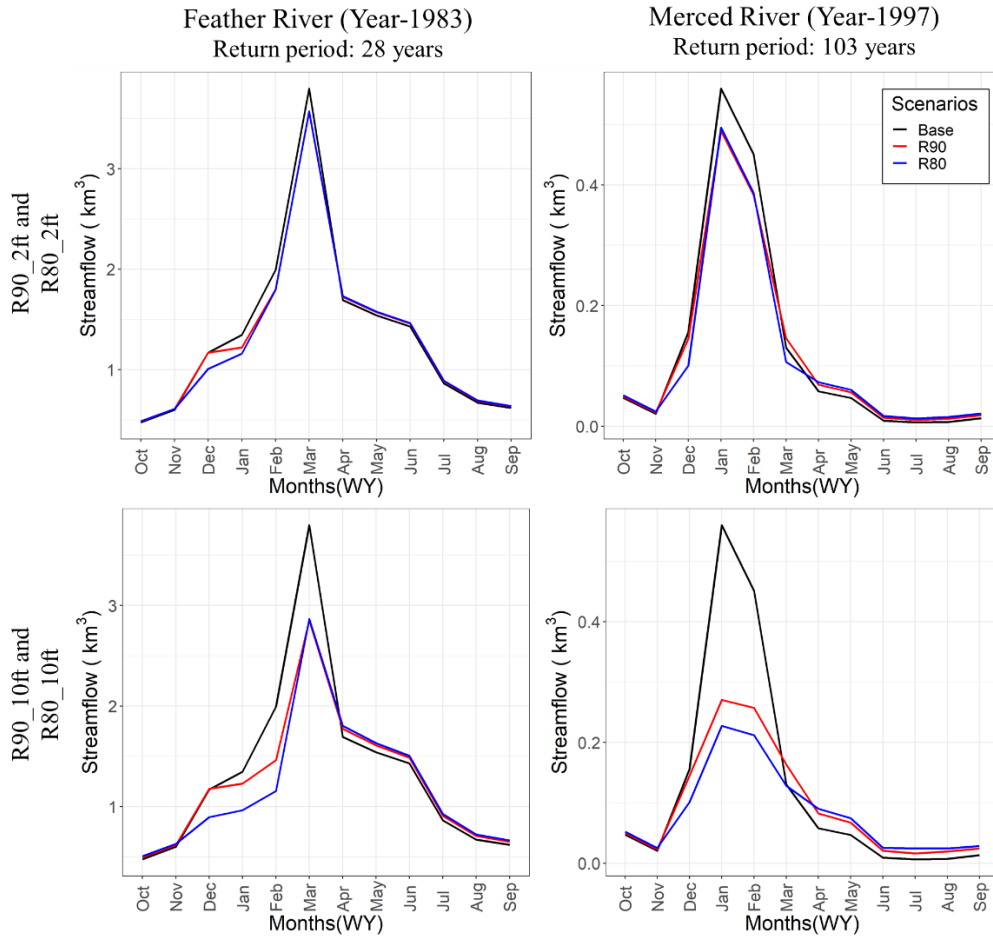 Feather River (Year-1983)
Return period: 28 years
Merced River (Year-1997)
Return period: 103 years
R90_2ft and
R80_2ft
Streamflow ( km³)
3
2
1
Oct
Nov
Dec
Jan
Feb
Mar
Apr
May
Jun
Jul
Aug
Sep
Months(WY)
Streamflow ( km³)
0.4
0.2
0.0
Scenarios
Base
R90
R80
Oct
Nov
Dec
Jan
Feb
Mar
Apr
May
Jun
Jul
Aug
Sep
Months(WY)
R90_10ft and
R80_10ft
Streamflow ( km³)
3
2
1
Oct
Nov
Dec
Jan
Feb
Mar
Apr
May
Jun
Jul
Aug
Sep
Months(WY)
Streamflow ( km³)
0.4
0.2
0.0
Oct
Nov
Dec
Jan
Feb
Mar
Apr
May
Jun
Jul
Aug
Sep
Months(WY)